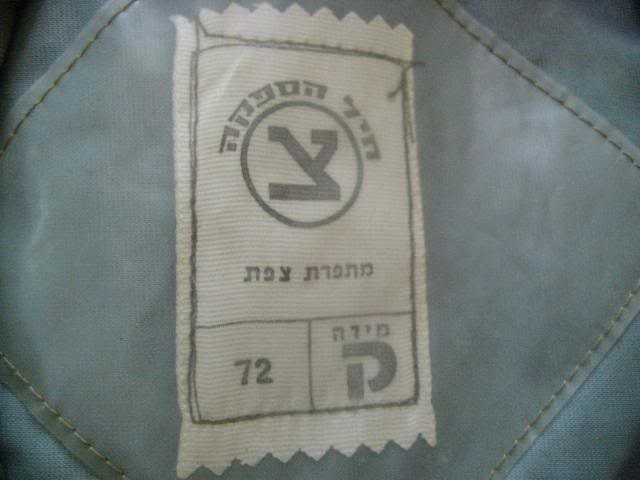 חיל הספקה
צ
מתפרת צפת
מידה
ק
72